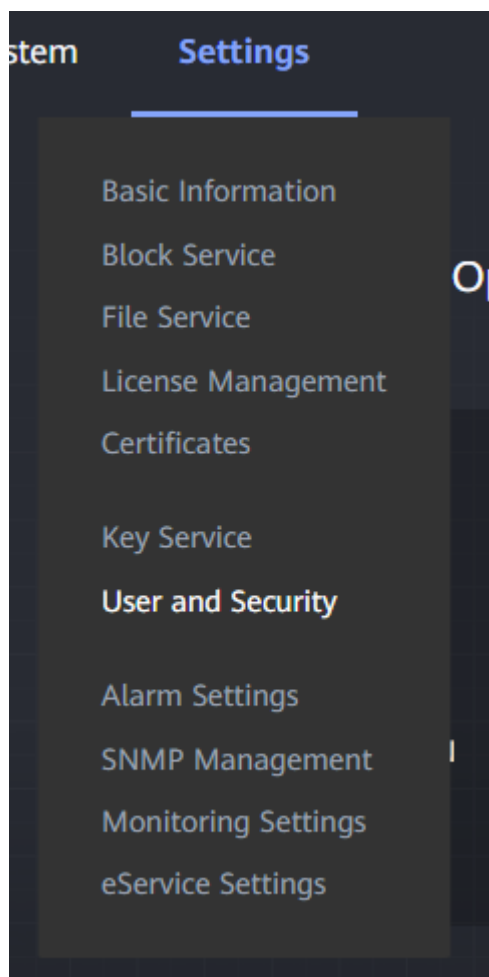 stem Settings
Basic Information
Block Service
Op
File Service
License Management
Certificates
Key Service
User and Security
Alarm Settings
SNMP Management
Monitoring Settings
eService Settings